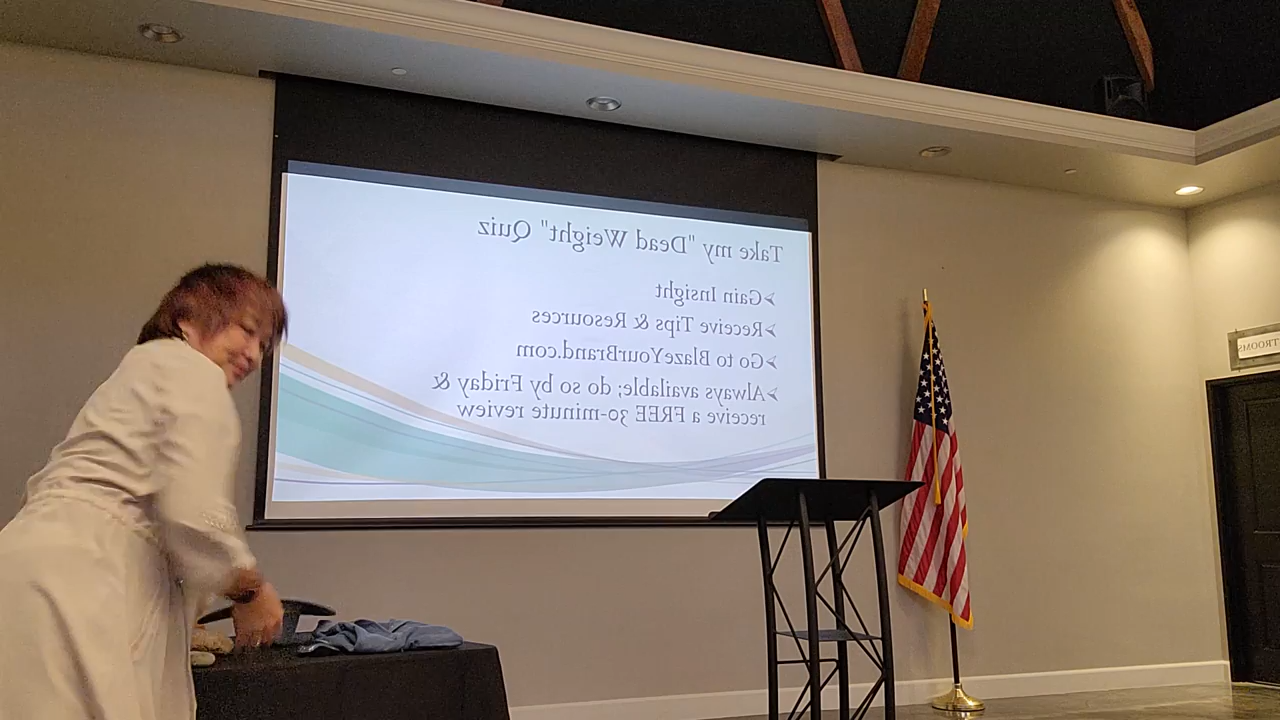 Take my "Dead Weight" Quiz
➢Gain Insight
➢Receive Tips & Resources
➢Go to BlazeYourBrand.com
➢Always available; do so by Friday &
receive a FREE 30-minute review
TROOMS